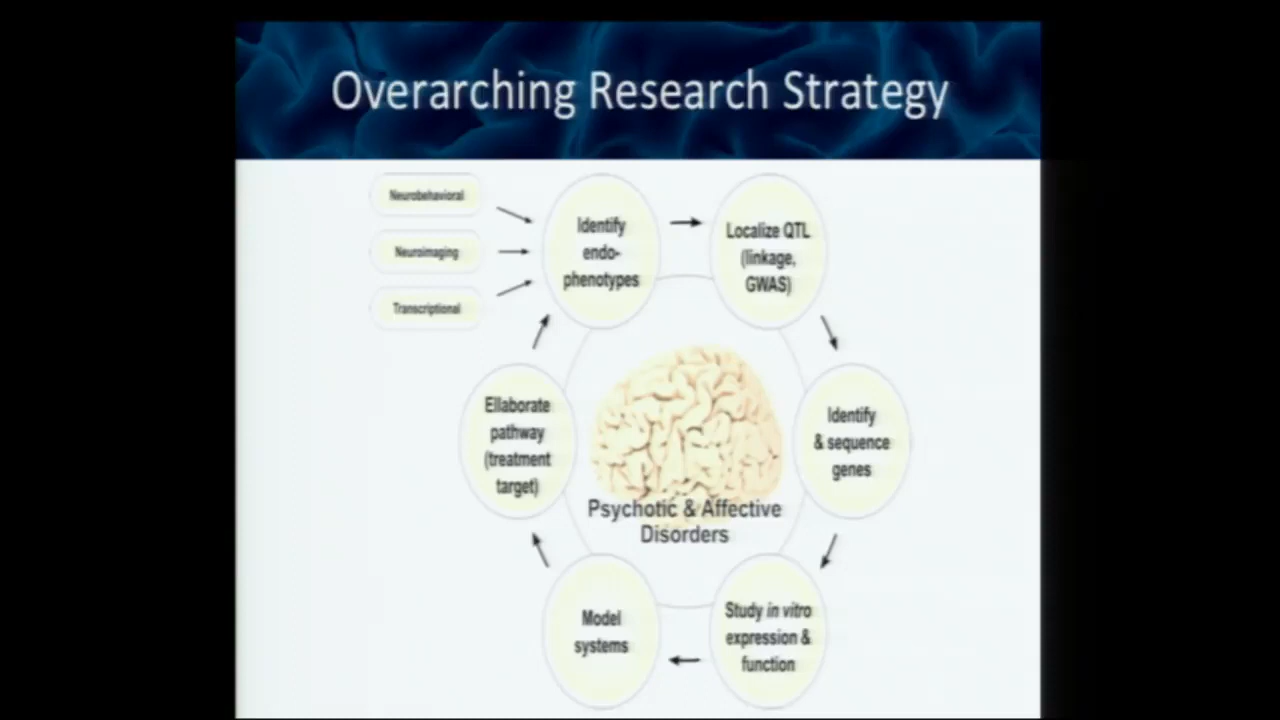 Overarching Research Strategy
Neurobehavioral
Neuroimaging
Transcriptional
Identify
endo-
phenotypes
Localize QTL
(linkage,
GWAS)
Identify
& sequence
genes
Study in vitro
expression &
function
Model
systems
Ellaborate
pathway
(treatment
target)
Psychotic & Affective
Disorders